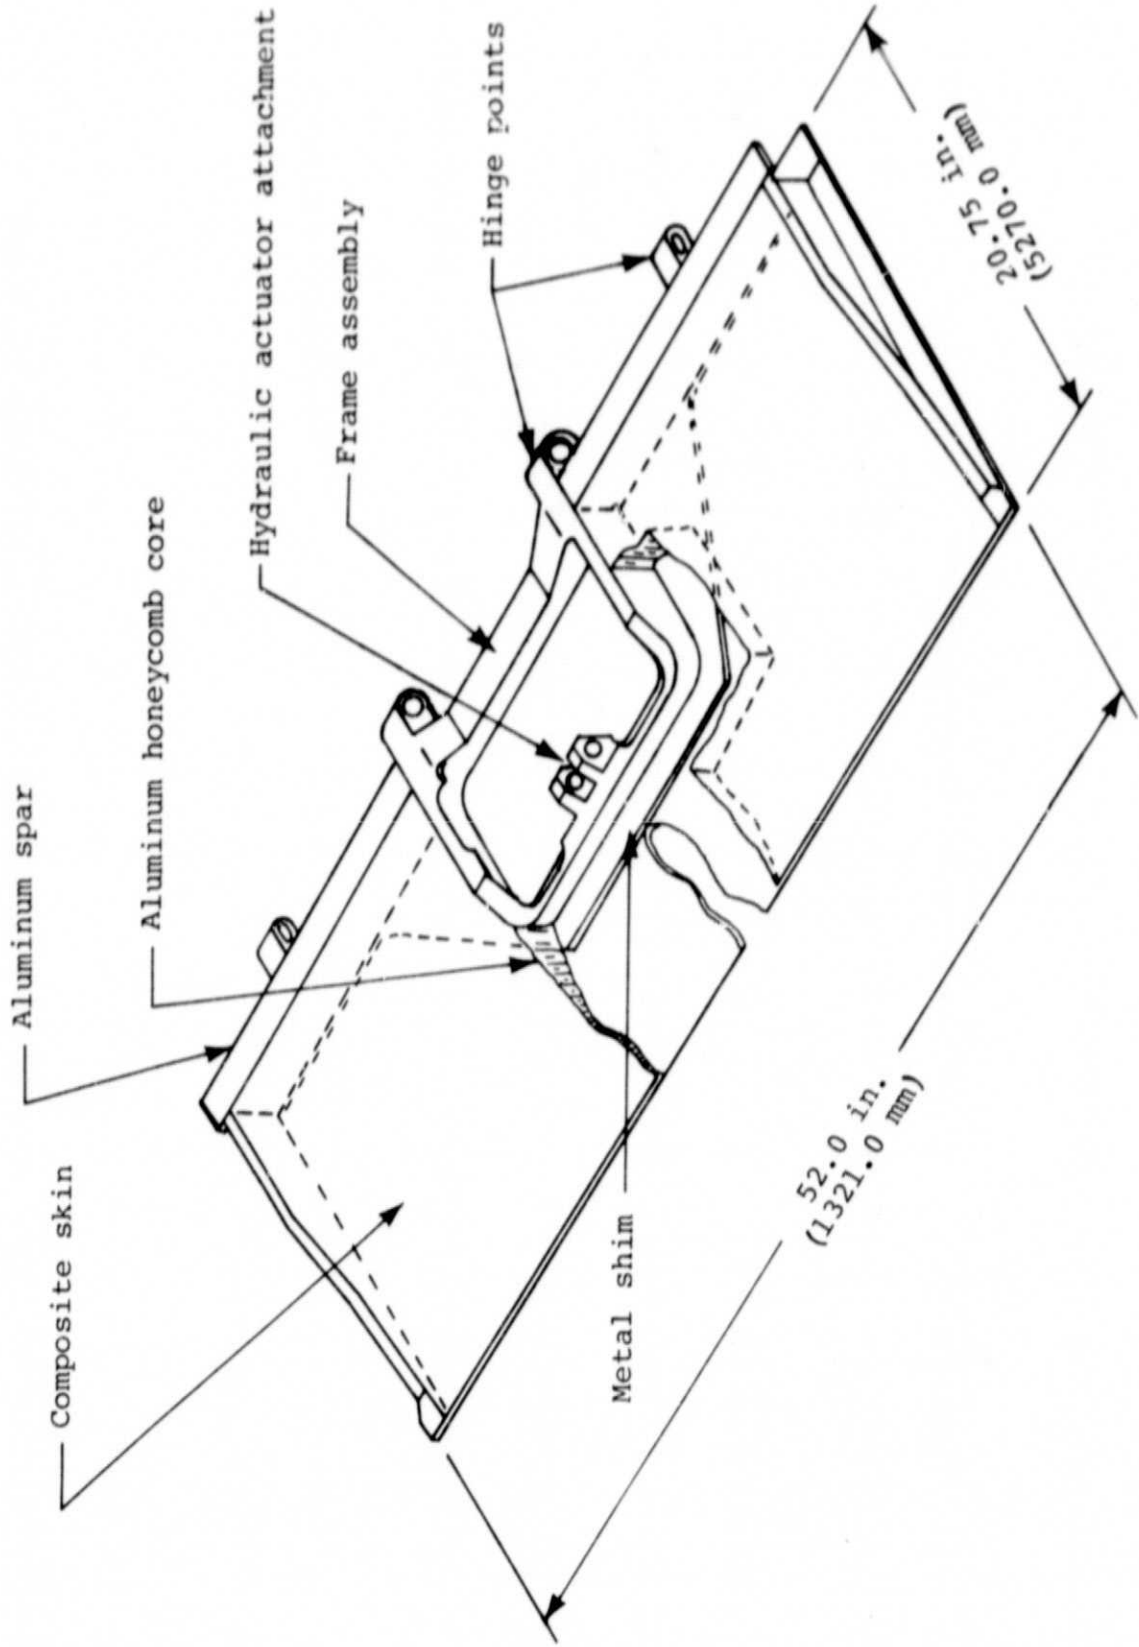 Composite skin
Aluminum spar
Aluminum honeycomb core
Hydraulic actuator attachment
Frame assembly
Hinge points
Metal shim
52.0 in.
(1321.0 mm)
20.75 in.
(5270.0 mm)